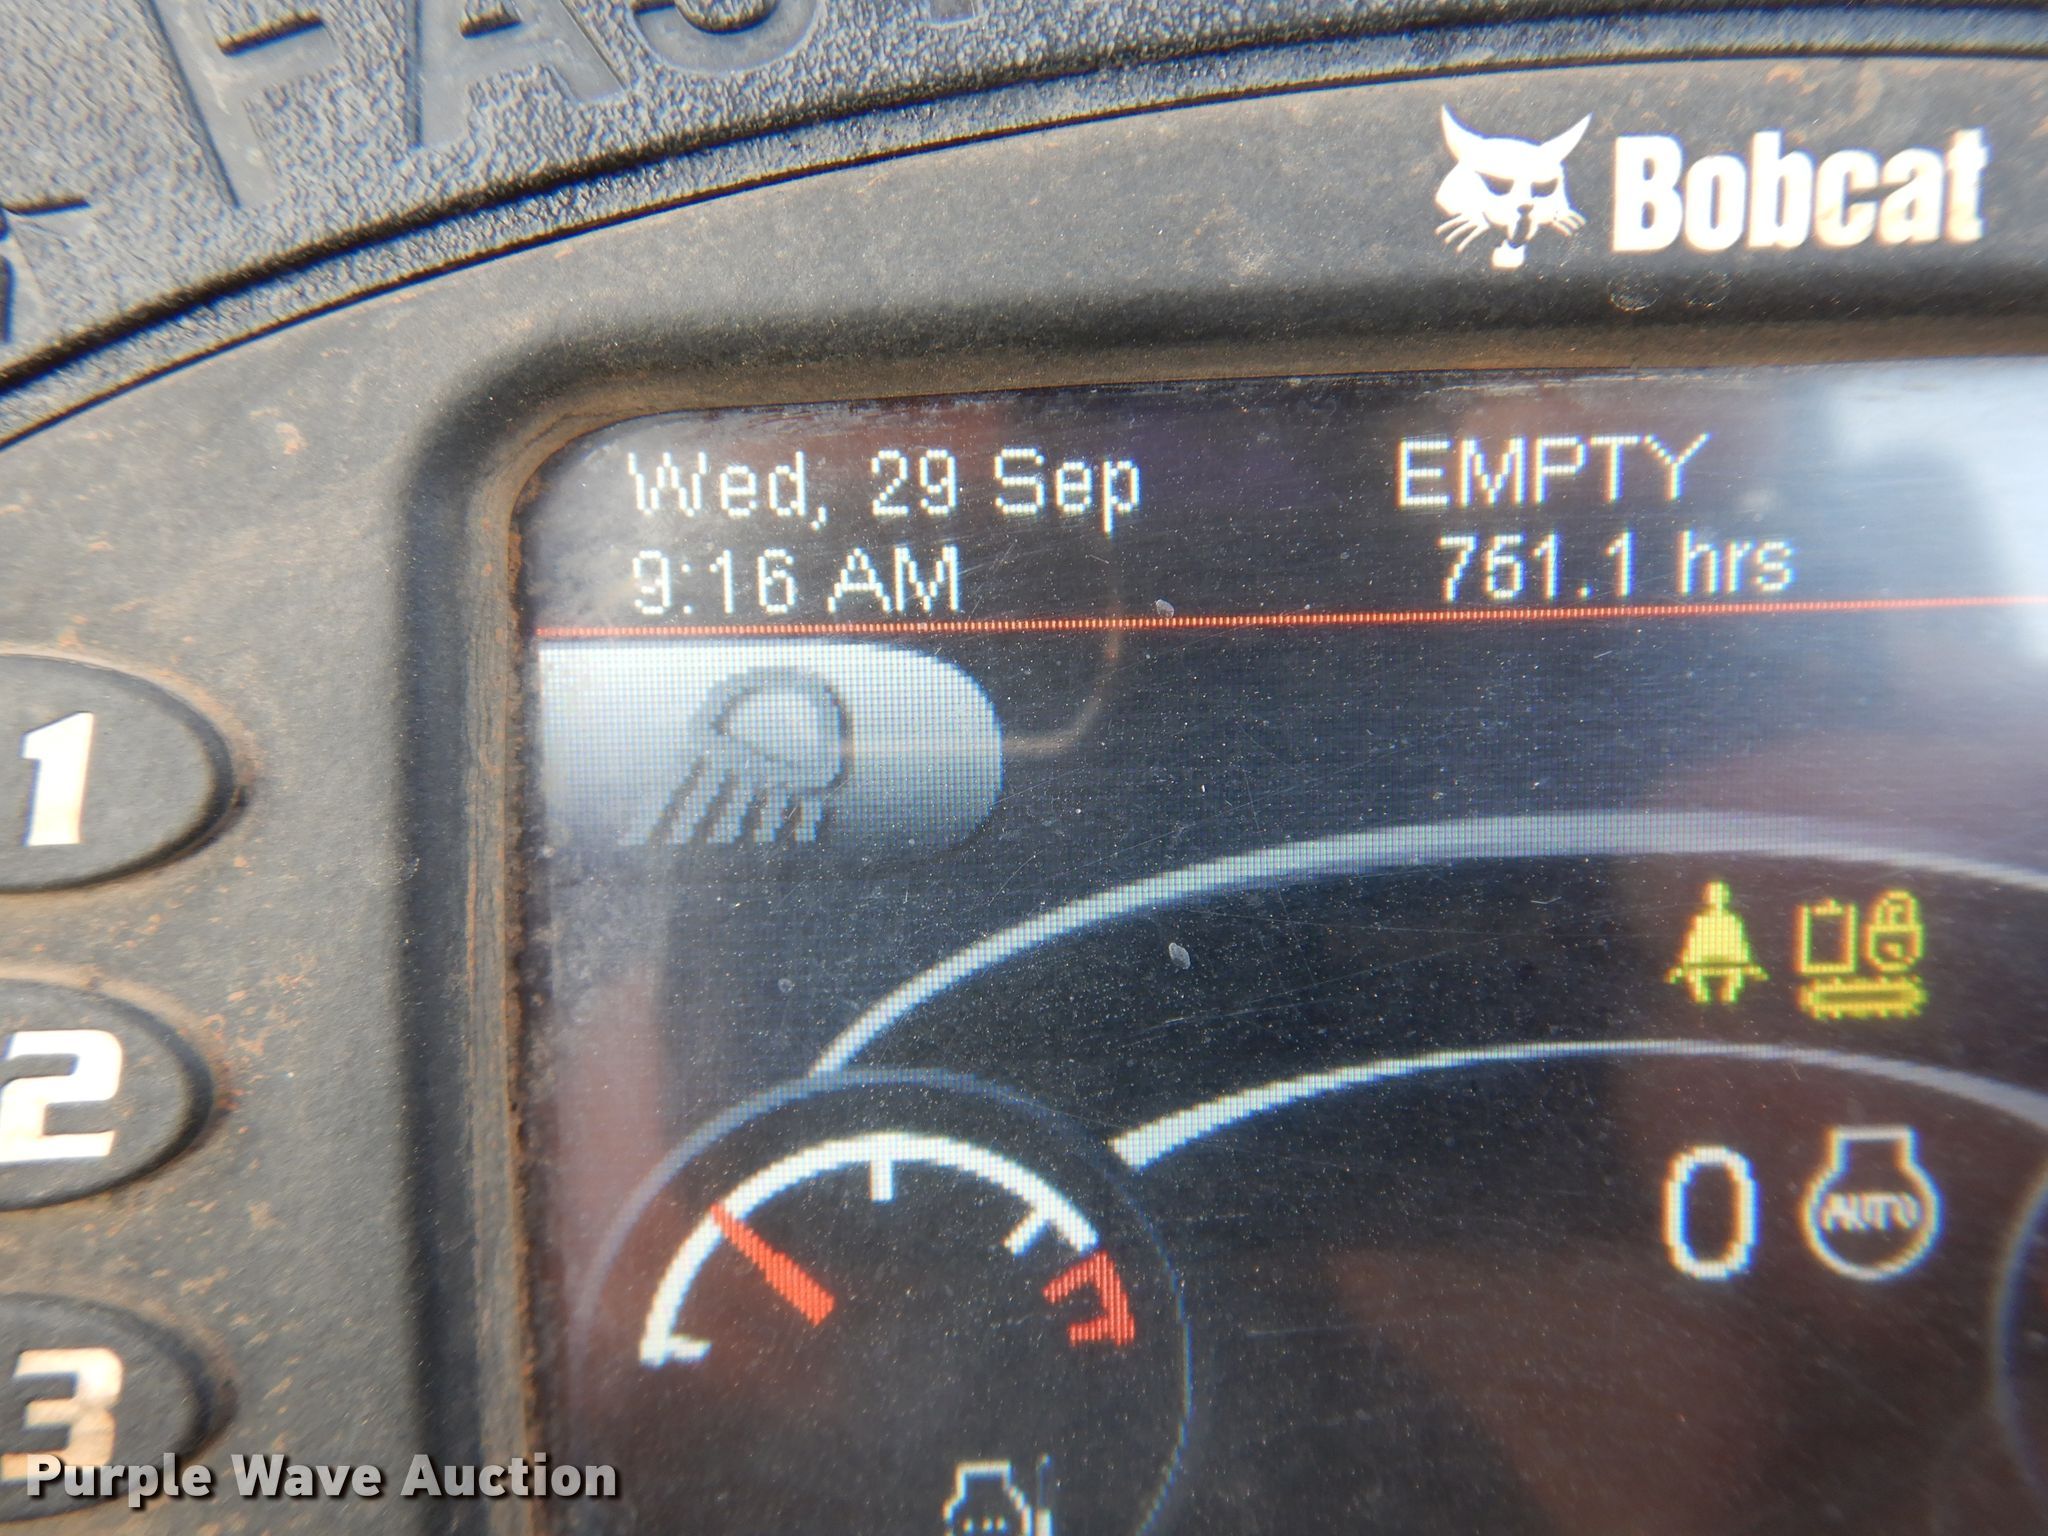 FAST
Bobcat
Wed, 29 Sep
EMPTY
9:16 AM
761.1 hrs
1
2
0
AUTO
3
Purple Wave Auction